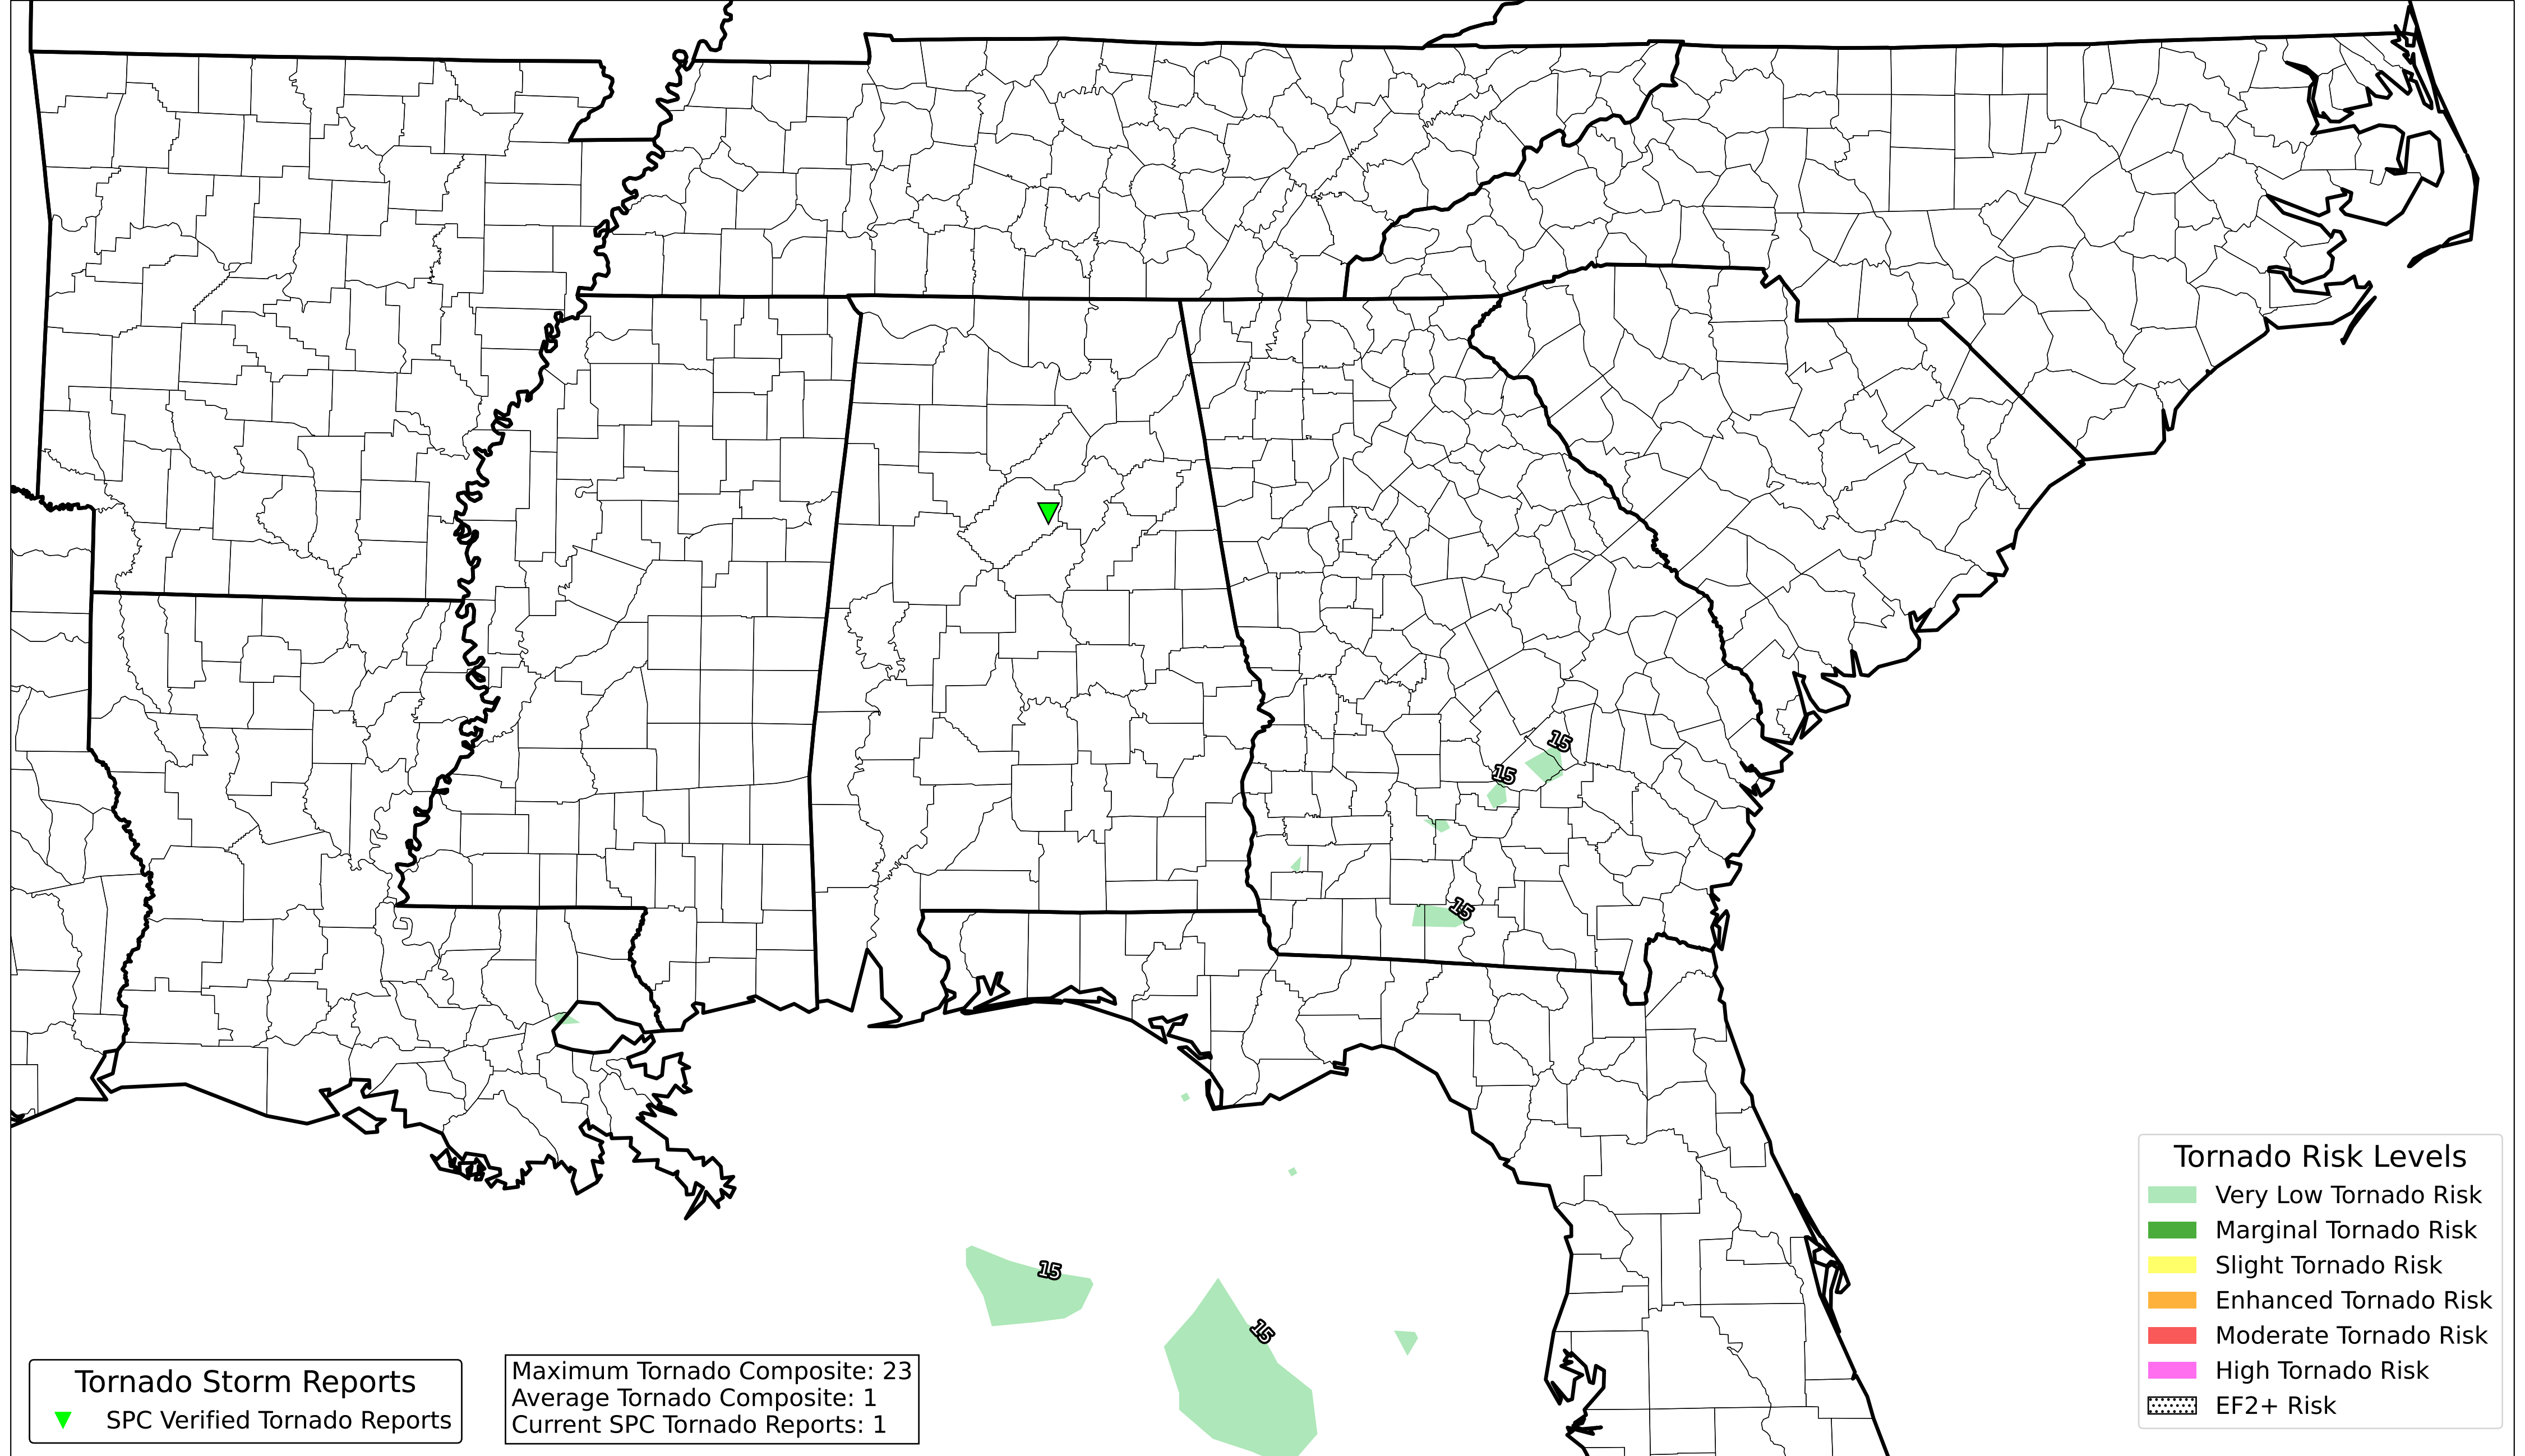 15
15
15
15
15
Tornado Storm Reports
SPC Verified Tornado Reports
Maximum Tornado Composite: 23
Average Tornado Composite: 1
Current SPC Tornado Reports: 1
Tornado Risk Levels
Very Low Tornado Risk
Marginal Tornado Risk
Slight Tornado Risk
Enhanced Tornado Risk
Moderate Tornado Risk
High Tornado Risk
EF2+ Risk